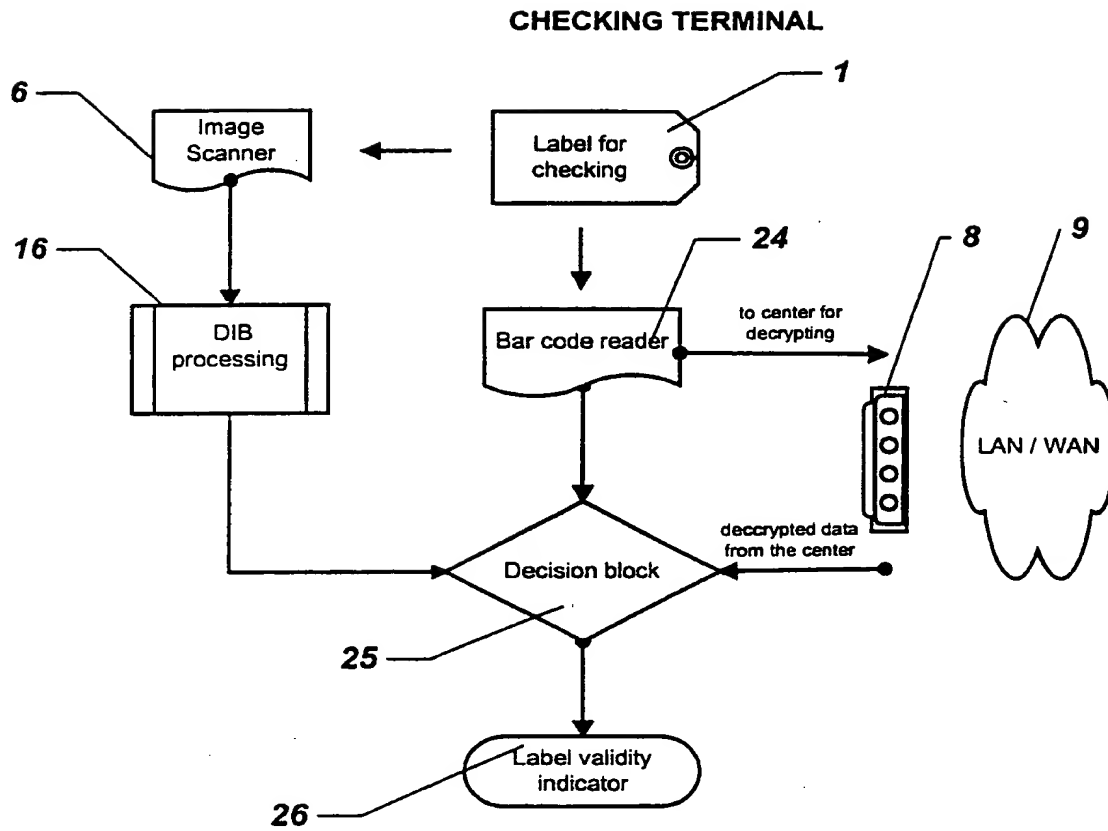 CHECKING TERMINAL
6
1
Image
Scanner
Label for
checking
16
24
8
9
DIB
processing
Bar code reader
to center for
decrypting
LAN / WAN
deccrypted data
from the center
Decision block
25
Label validity
indicator
26